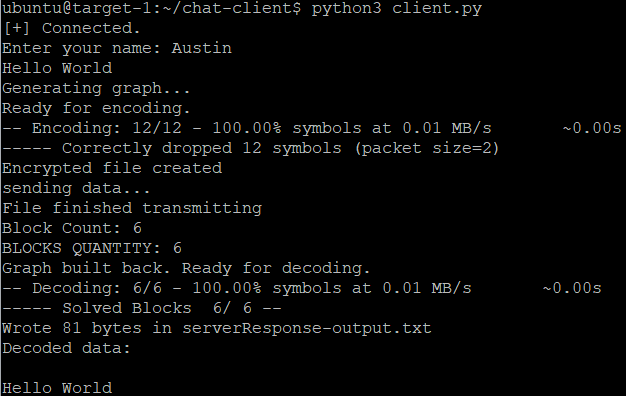 ubuntu@target-1:~/chat-client$ python3 client.py
[+] Connected.
Enter your name: Austin
Hello World
Generating graph...
Ready for encoding.
-- Encoding: 12/12 - 100.00% symbols at 0.01 MB/s       ~0.00s
----- Correctly dropped 12 symbols (packet size=2)
Encrypted file created
sending data...
File finished transmitting
Block Count: 6
BLOCKS QUANTITY: 6
Graph built back. Ready for decoding.
-- Decoding: 6/6 - 100.00% symbols at 0.01 MB/s       ~0.00s
----- Solved Blocks  6/ 6 --
Wrote 81 bytes in serverResponse-output.txt
Decoded data:

Hello World